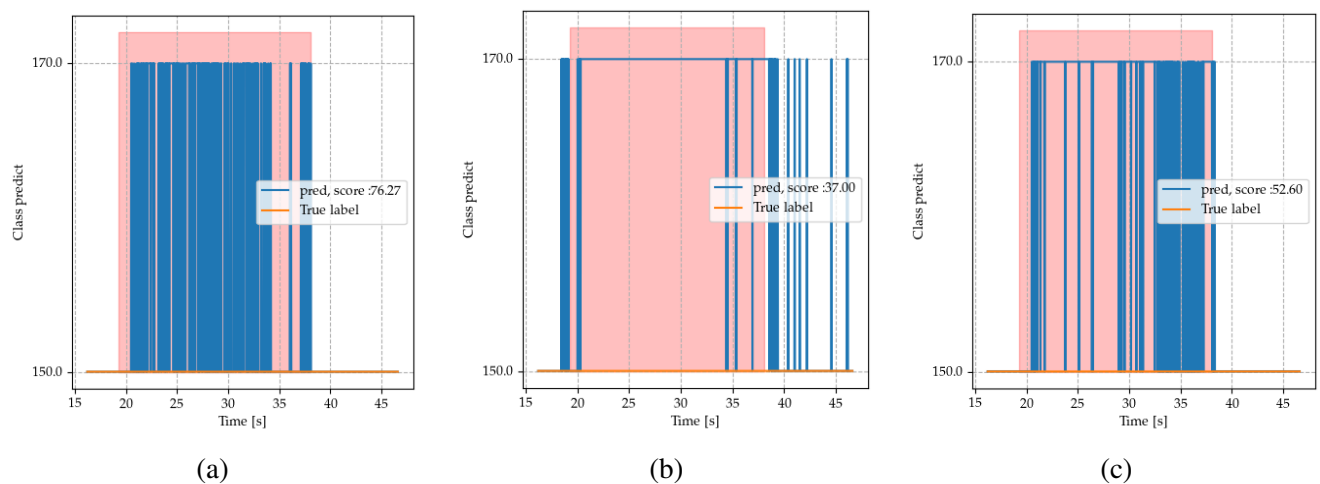 170.0
150.0
Class predict
pred, score :76.27
True label
15 20 25 30 35 40 45
Time [s]
(a)
170.0
150.0
Class predict
pred, score :37.00
True label
15 20 25 30 35 40 45
Time [s]
(b)
170.0
150.0
Class predict
pred, score :52.60
True label
15 20 25 30 35 40 45
Time [s]
(c)